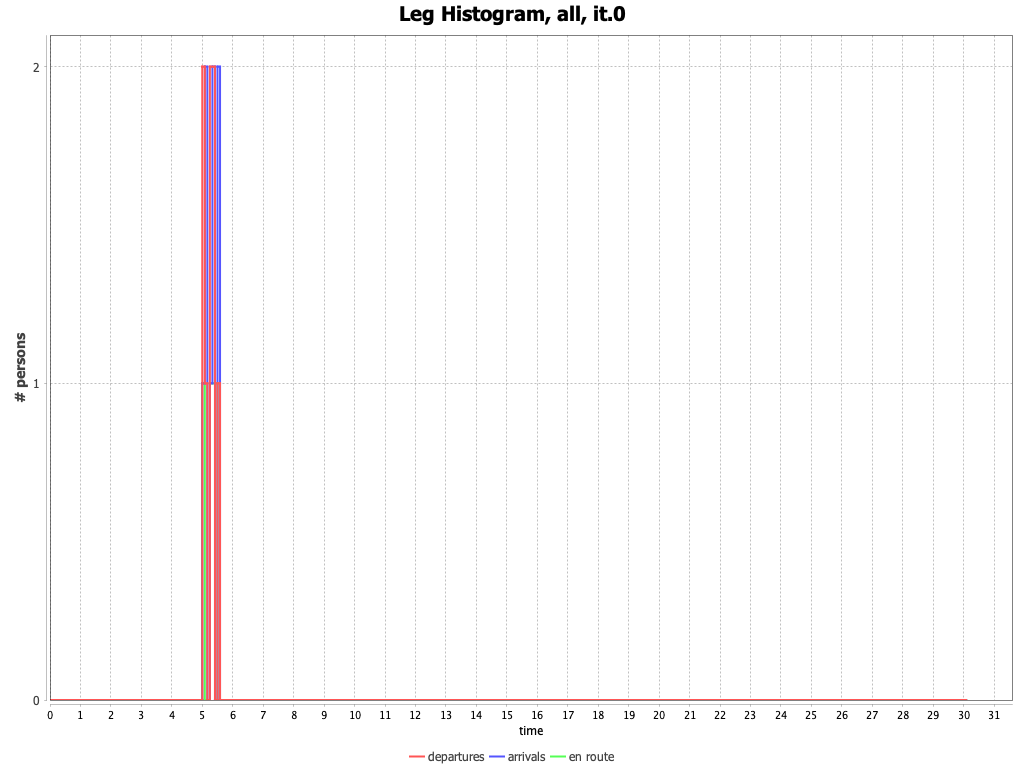 Leg Histogram, all, it.0
# persons
2
1
0
0 1 2 3 4 5 6 7 8 9 10 11 12 13 14 15 16 17 18 19 20 21 22 23 24 25 26 27 28 29 30 31
time
departures arrivals en route